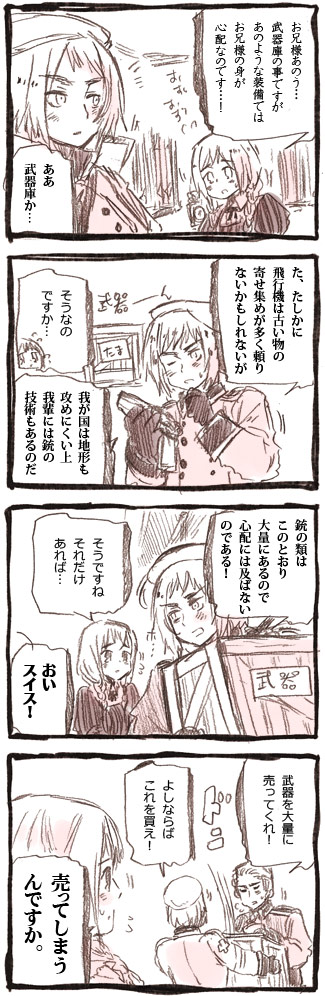 お兄様あのう…
武器庫の事ですが
あのような装備では
お兄様の身が
心配なのです…！
おず
おず
ああ
武器庫か…
た、たしかに
飛行機は古い物の
寄せ集めが多く頼り
ないかもしれないが
そうなの
ですか…
武器
たま
我が国は地形も
攻めにくい上
我輩には銃の
技術もあるのだ
銃の類は
このとおり
大量にあるので
心配には及ばない
のである！
そうですね
それだけ
あれば…
武器
おい
スイス！
武器を大量に
売ってくれ！
ドン
よしならば
これを買え！
売ってしまう
んですか。